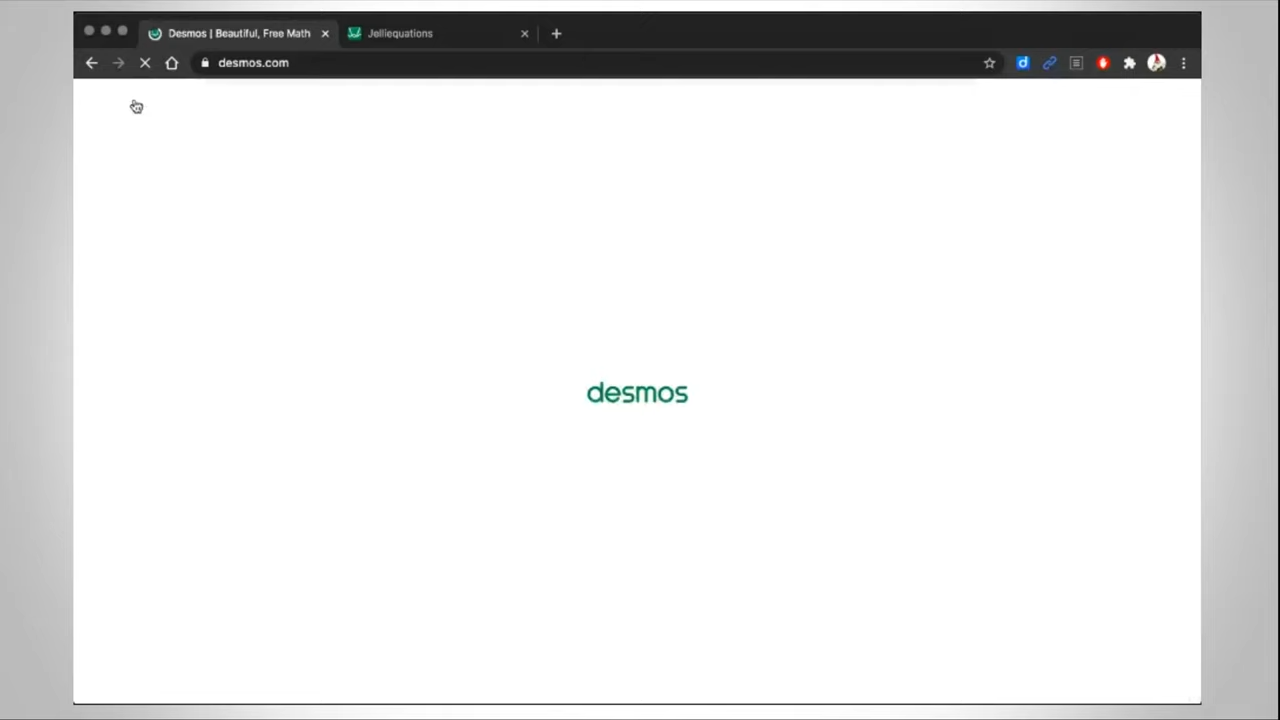 Desmos | Beautiful, Free Math
Jelliequations
desmos.com
d
desmos